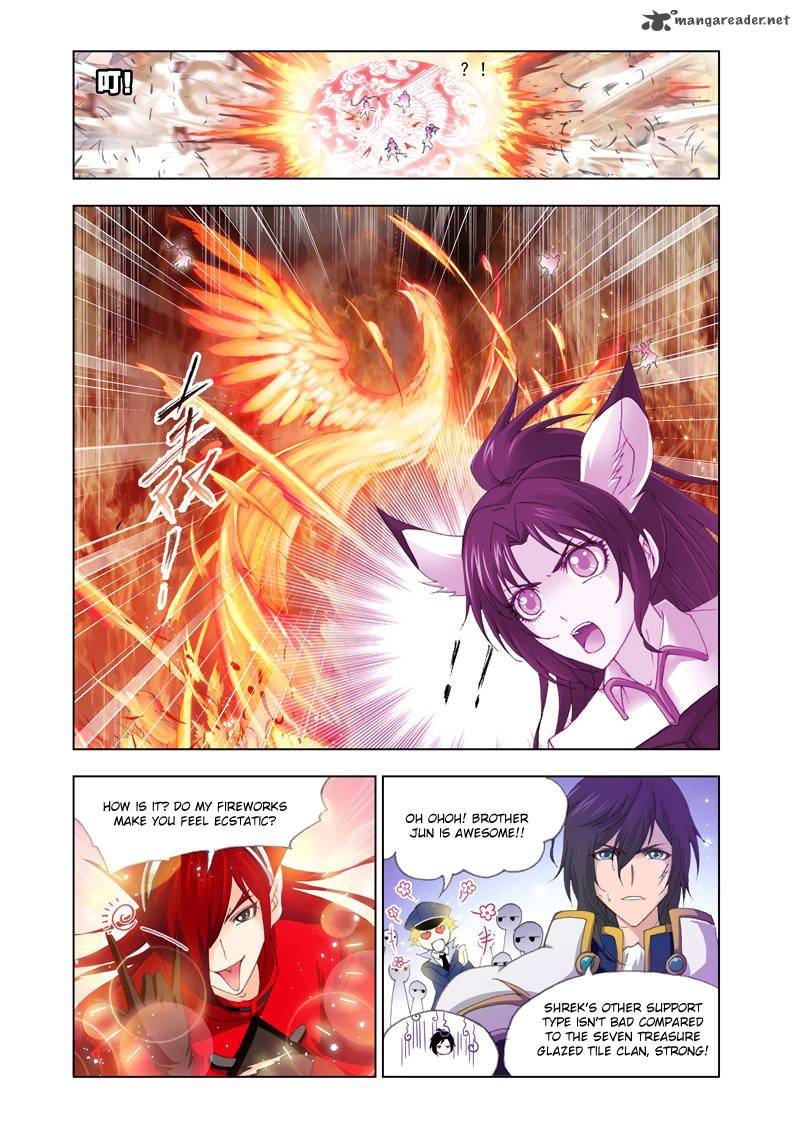 mangareader.net
叮!
? !
轰!
!!
HOW IS IT? DO MY FIREWORKS
MAKE YOU FEEL ECSTATIC?
OH OHOH! BROTHER
JUN IS AWESOME!!
SHREK'S OTHER SUPPORT
TYPE ISN'T BAD COMPARED
TO THE SEVEN TREASURE
GLAZED TILE CLAN, STRONG!